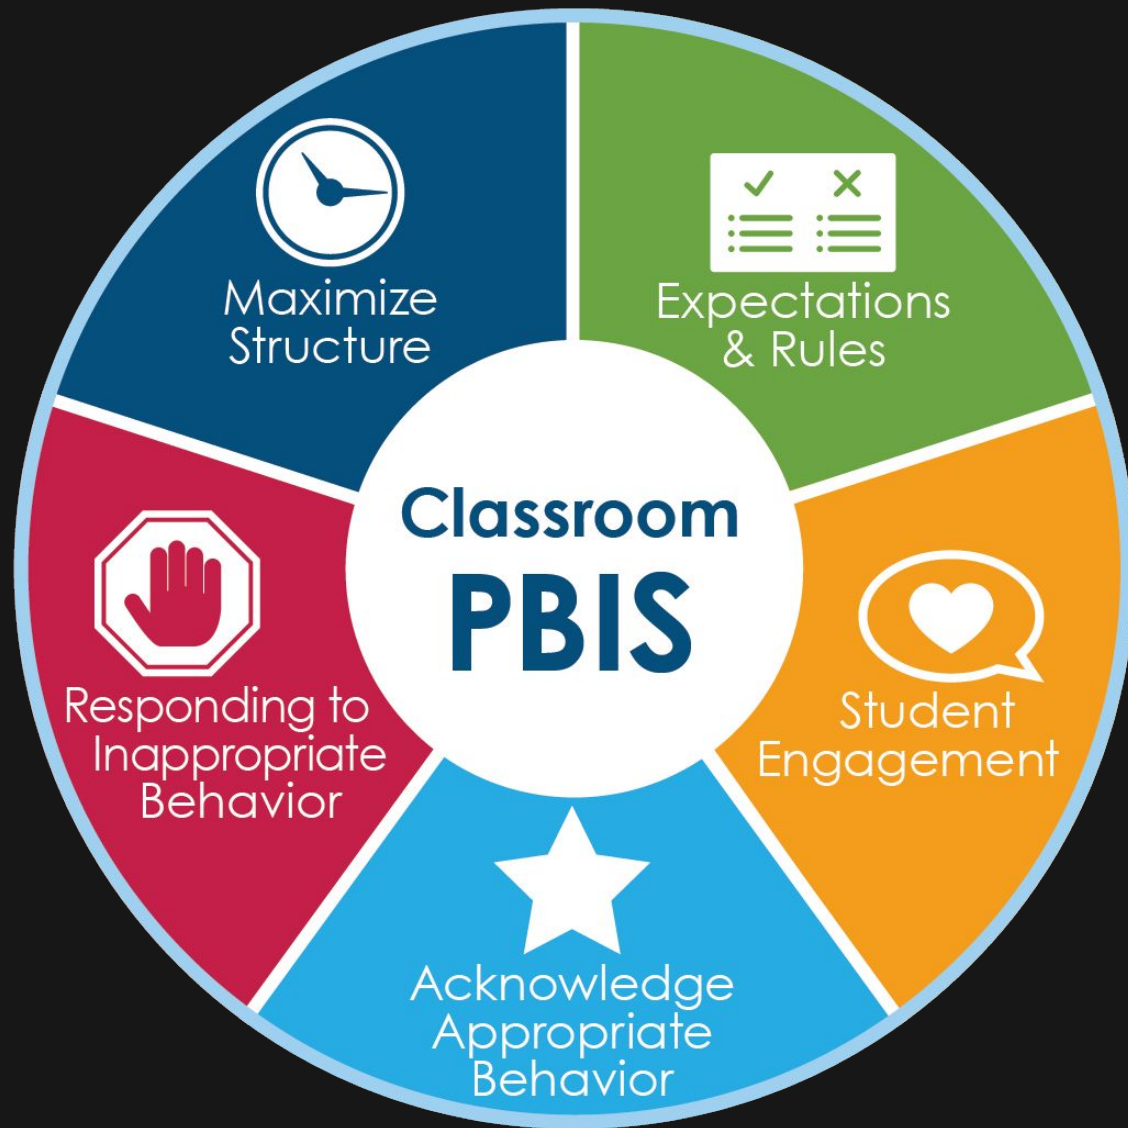 Classroom
PBIS
Maximize
Structure
Expectations
& Rules
Student
Engagement
Acknowledge
Appropriate
Behavior
Responding to
Inappropriate
Behavior